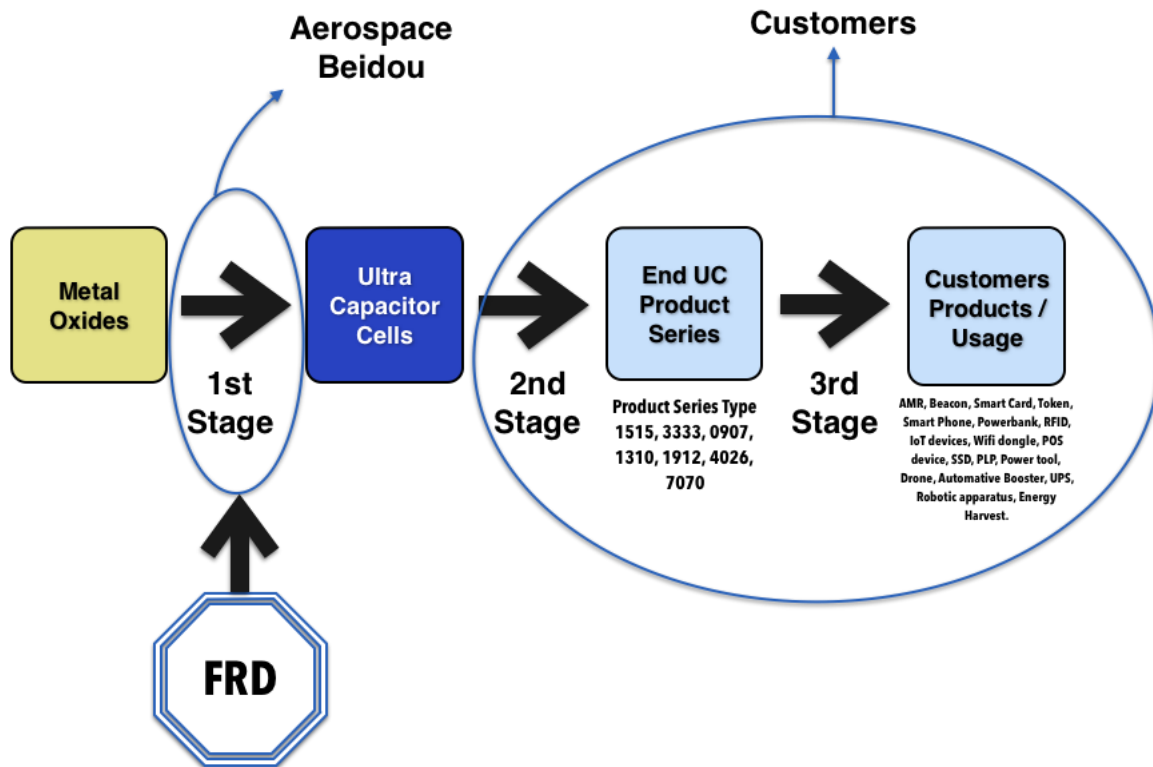 Aerospace
Beidou
Customers
Metal
Oxides
1st
Stage
Ultra
Capacitor
Cells
2nd
Stage
End UC
Product
Series
Product Series Type
1515, 3333, 0907,
1310, 1912, 4026,
7070
3rd
Stage
Customers
Products /
Usage
AMR, Beacon, Smart Card, Token,
Smart Phone, Powerbank, RFID,
IoT devices, Wifi dongle, POS
device, SSD, PLP, Power tool,
Drone, Automative Booster, UPS,
Robotic apparatus, Energy
Harvest.
FRD